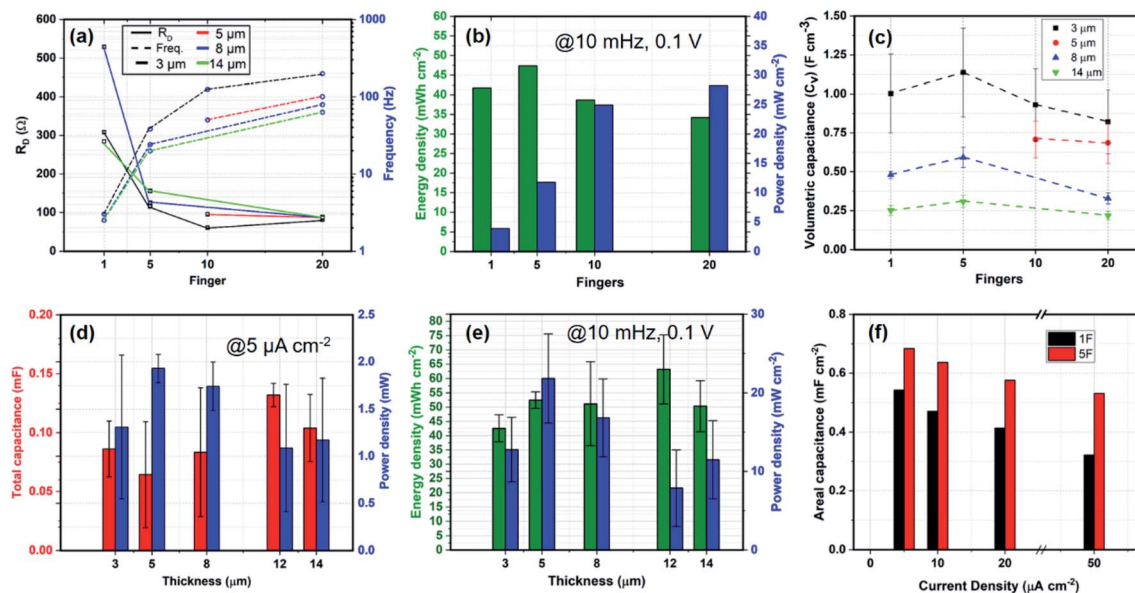 (a)
R_D
5 µm
Freq.
8 µm
3 µm
14 µm
R_D (Ω)
600
500
400
300
200
100
0
1000
100
10
1
Frequency (Hz)
1 5 10 20
Finger
(b)
@10 mHz, 0.1 V
Energy density (mWh cm⁻²)
60
55
50
45
40
35
30
25
20
15
10
5
0
40
35
30
25
20
15
10
5
0
Power density (mW cm⁻²)
1 5 10 20
Fingers
(c)
3 µm
5 µm
8 µm
14 µm
Volumetric capacitance (C_V) (F cm⁻³)
1.50
1.25
1.00
0.75
0.50
0.25
0.00
1 5 10 20
Fingers
(d)
@5 µA cm⁻²
Total capacitance (mF)
0.20
0.15
0.10
0.05
0.00
2.5
2.0
1.5
1.0
0.5
0.0
Power density (mW)
3 5 8 12 14
Thickness (µm)
(e)
@10 mHz, 0.1 V
Energy density (mWh cm⁻²)
80
75
70
65
60
55
50
45
40
35
30
25
20
15
10
5
0
30
20
10
0
Power density (mW cm⁻²)
3 5 8 12 14
Thickness (µm)
(f)
1F
5F
Areal capacitance (mF cm⁻²)
0.8
0.6
0.4
0.2
0.0
0 10 20 50
Current Density (µA cm⁻²)